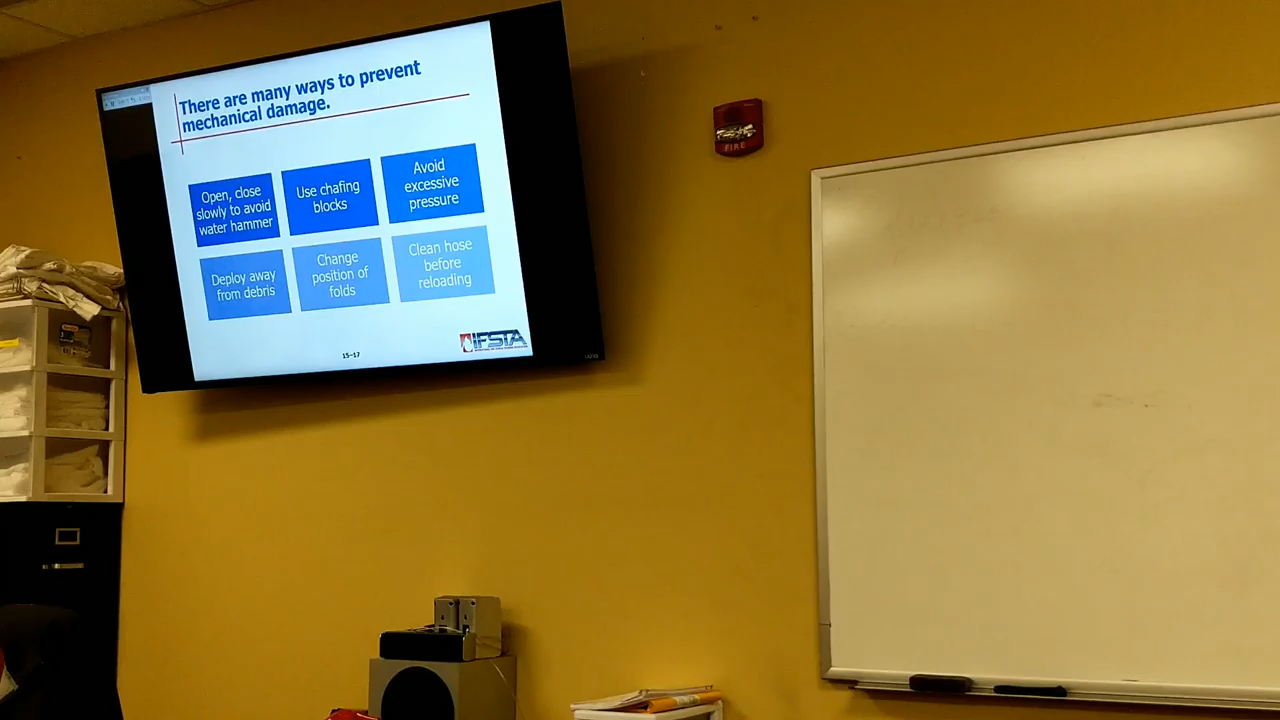 There are many ways to prevent
mechanical damage.
Open, close
slowly to avoid
water hammer
Use chafing
blocks
Avoid
excessive
pressure
Deploy away
from debris
Change
position of
folds
Clean hose
before
reloading
15-17
IFSTA
FIRE